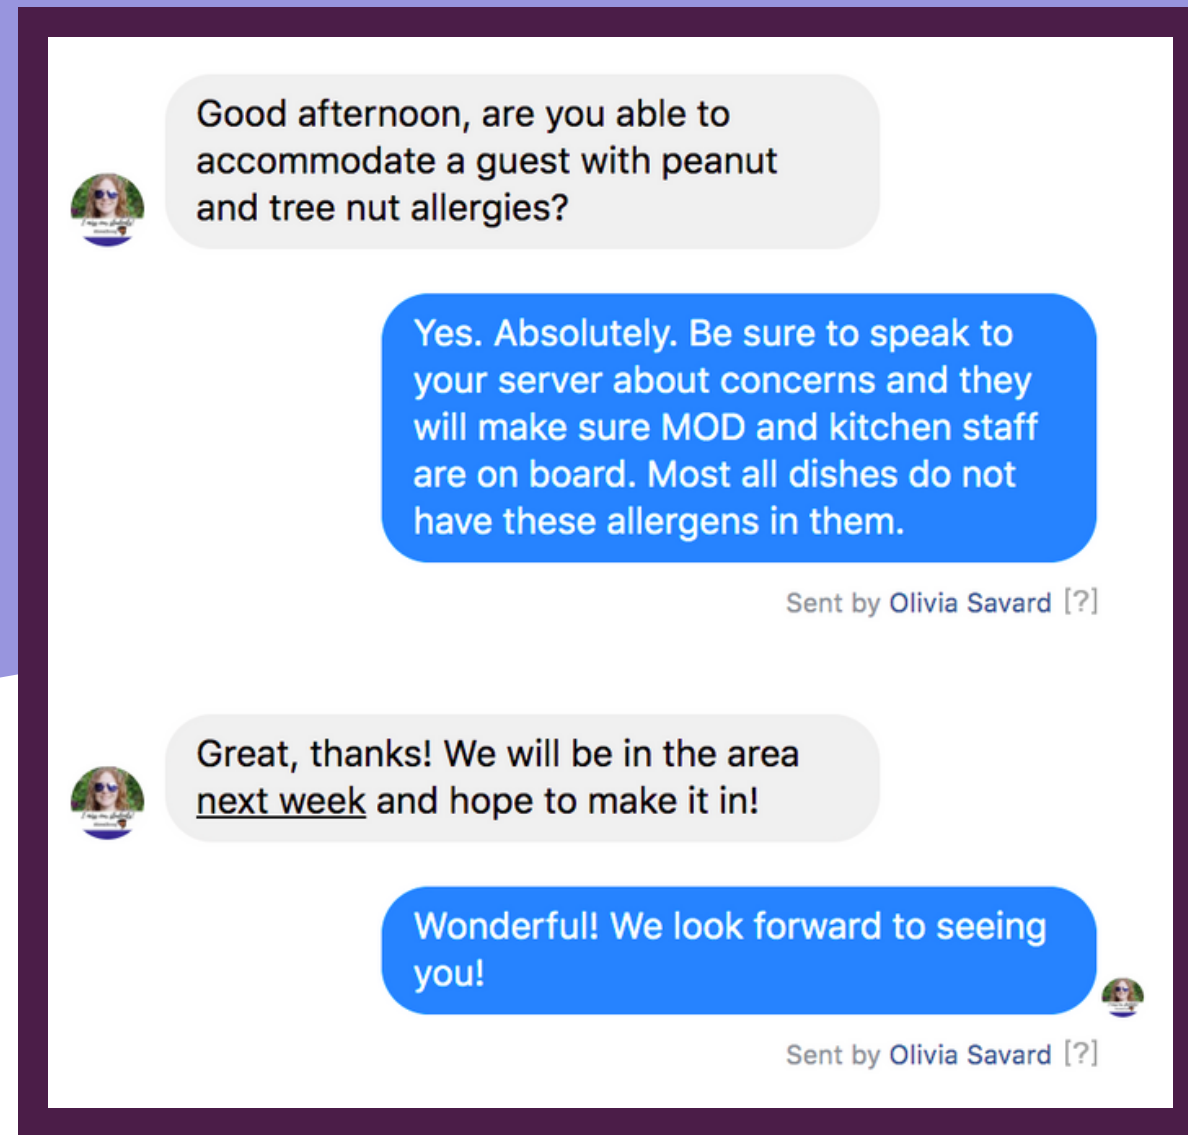 Good afternoon, are you able to
accommodate a guest with peanut
and tree nut allergies?
Yes. Absolutely. Be sure to speak to
your server about concerns and they
will make sure MOD and kitchen staff
are on board. Most all dishes do not
have these allergens in them.
Sent by Olivia Savard [?]
Great, thanks! We will be in the area
next week and hope to make it in!
Wonderful! We look forward to seeing
you!
Sent by Olivia Savard [?]